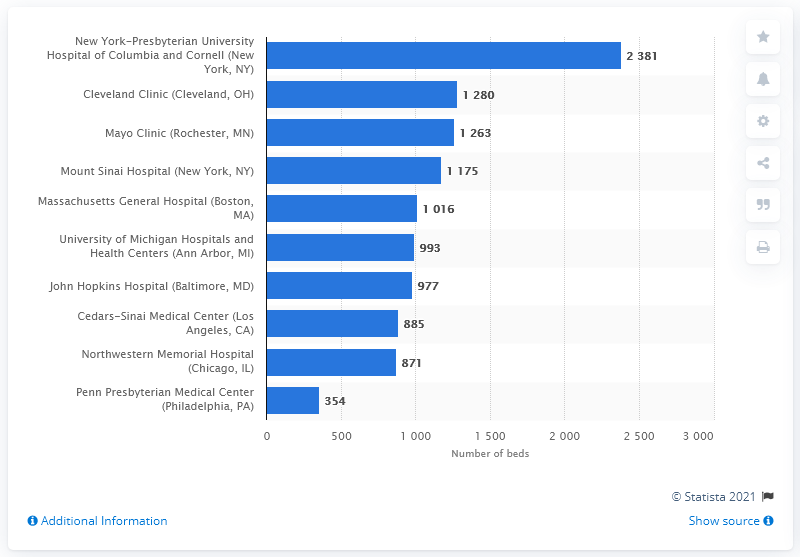 New York-Presbyterian University
Hospital of Columbia and Cornell (New
York, NY)
2 381
Cleveland Clinic (Cleveland, OH)
1 280
Mayo Clinic (Rochester, MN)
1 263
Mount Sinai Hospital (New York, NY)
1 175
Massachusetts General Hospital (Boston,
MA)
1 016
University of Michigan Hospitals and
Health Centers (Ann Arbor, MI)
993
John Hopkins Hospital (Baltimore, MD)
977
Cedars-Sinai Medical Center (Los
Angeles, CA)
885
Northwestern Memorial Hospital
(Chicago, IL)
871
Penn Presbyterian Medical Center
(Philadelphia, PA)
354
0 500 1 000 1 500 2 000 2 500 3 000
Number of beds
© Statista 2021
Additional Information
Show source